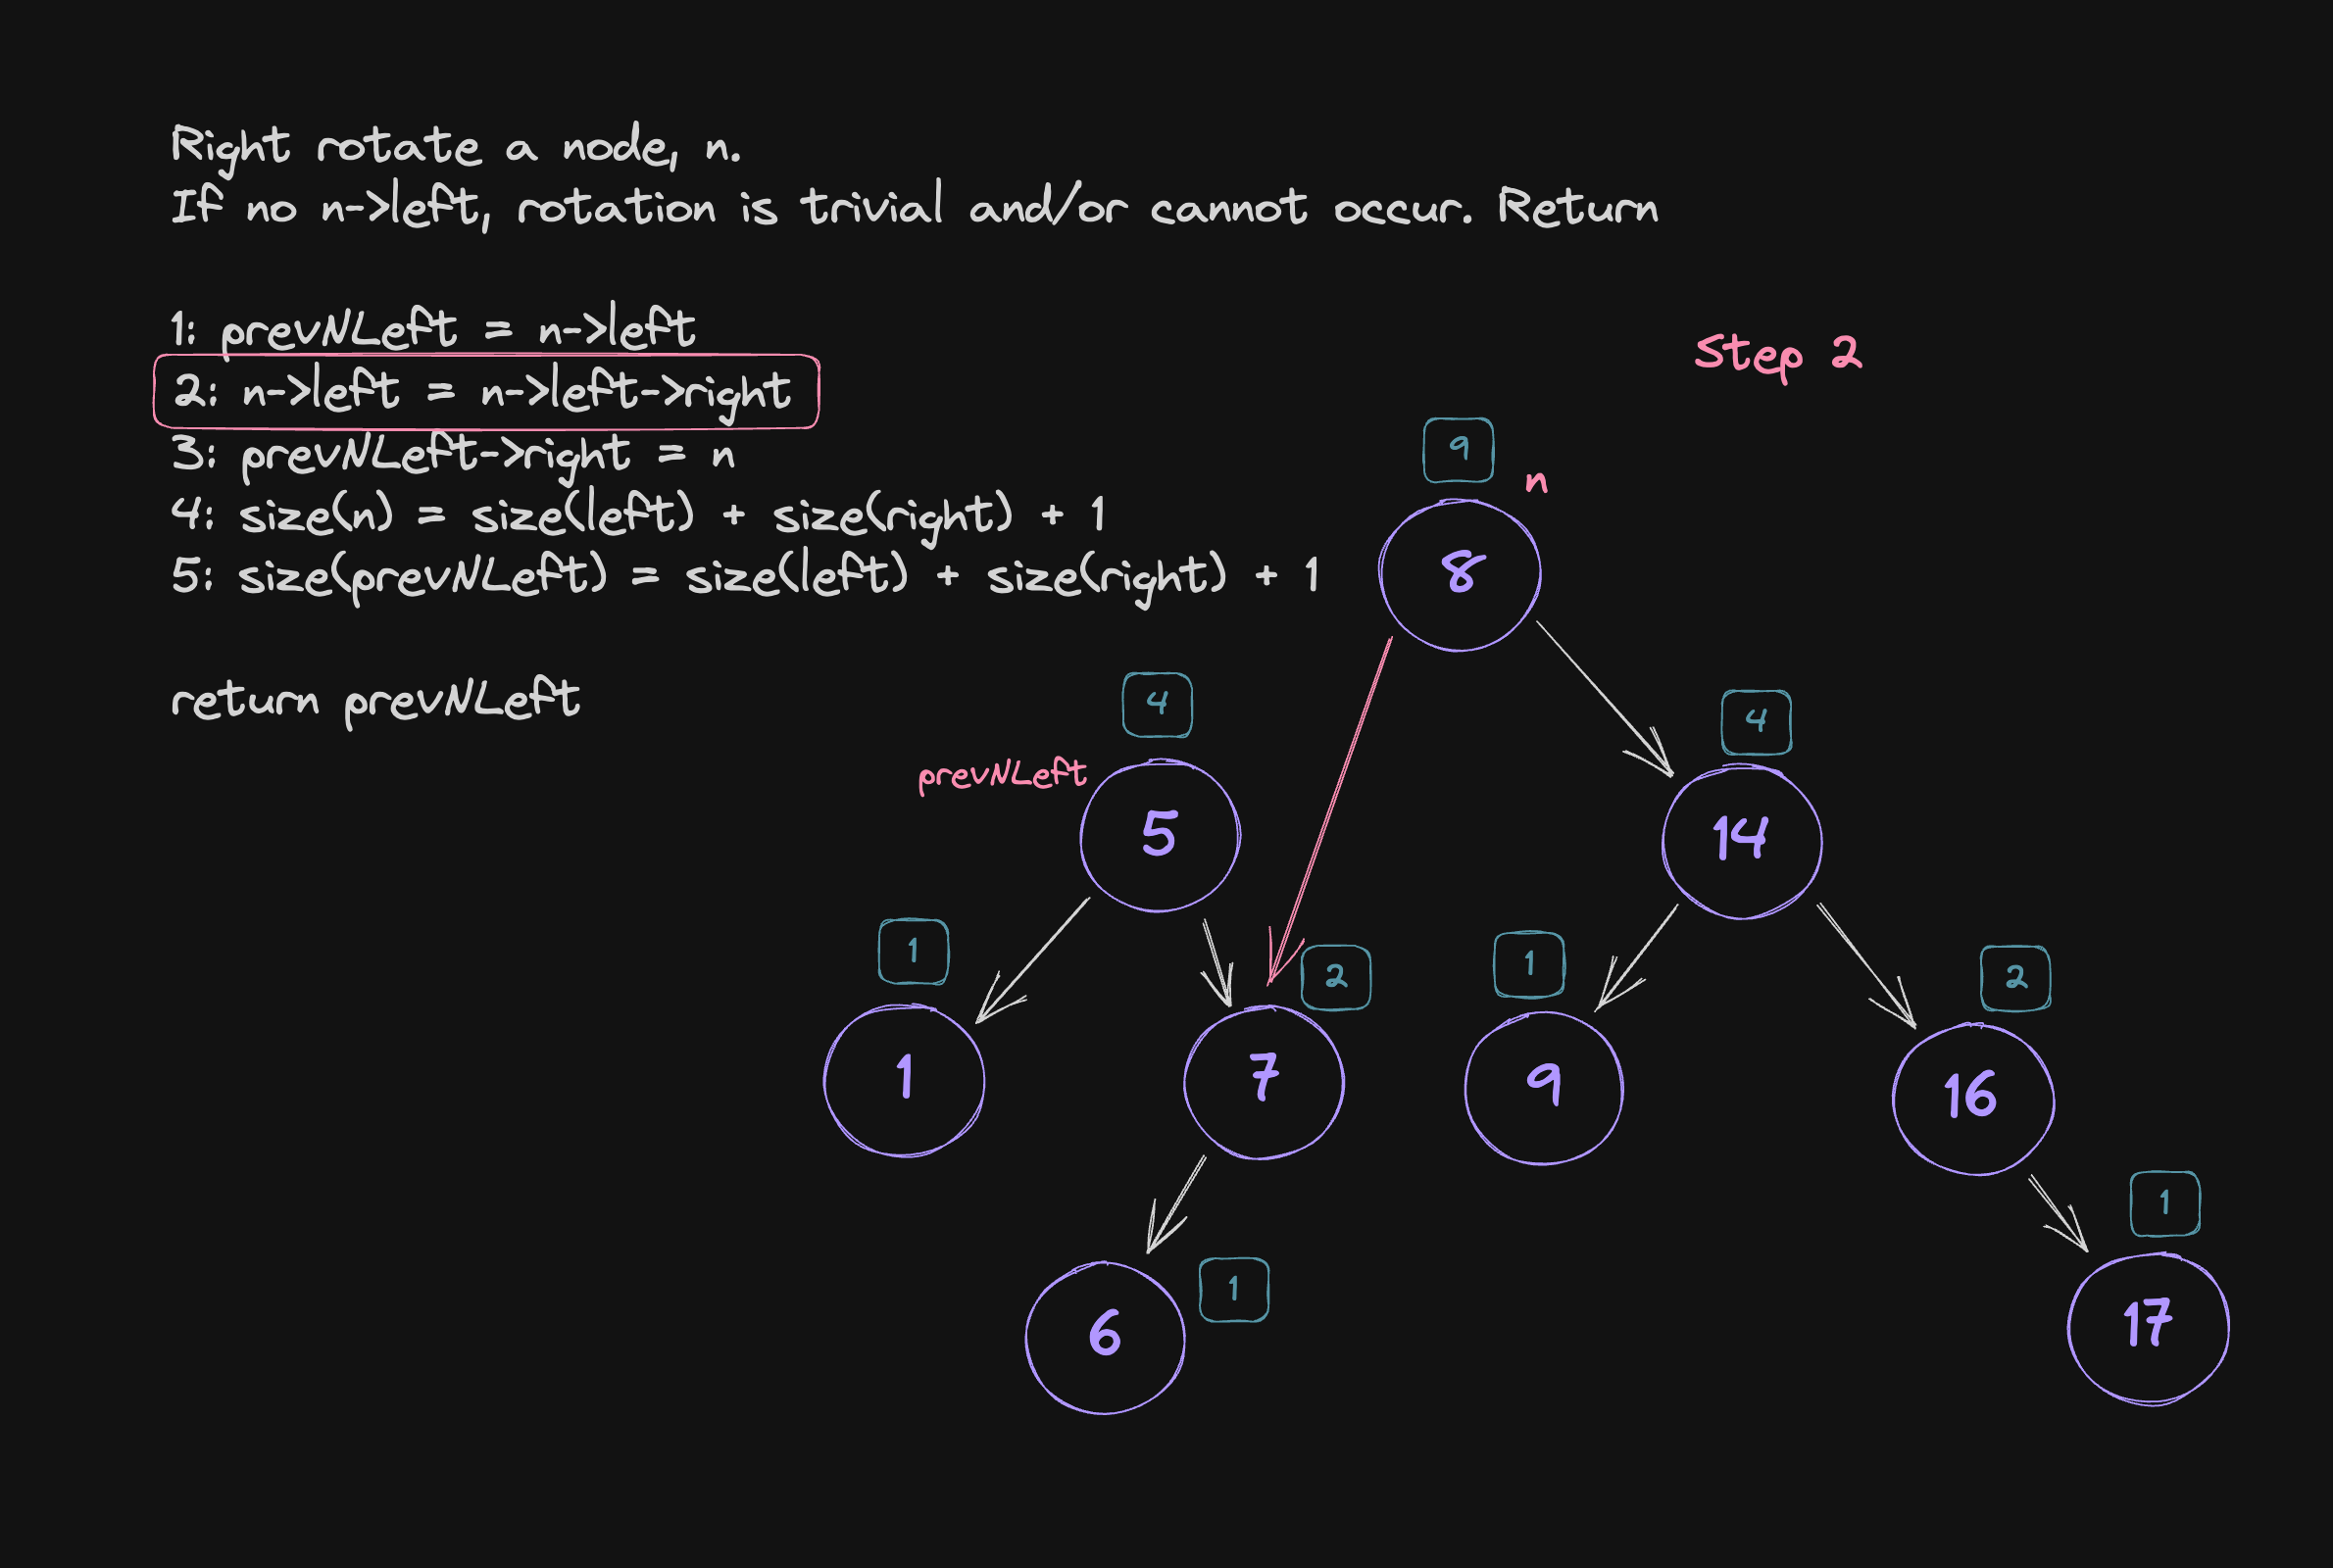 Right rotate a node, n.
If no n->left, rotation is trivial and/or cannot occur. Return
1: prevNLeft = n->left
2: n->left = n->left->right
3: prevNLeft->right = n
4: size(n) = size(left) + size(right) + 1
5: size(prevNLeft) = size(left) + size(right) + 1
return prevNLeft
Step 2
9
n
8
4
prevNLeft
5
4
14
1
1
2
7
1
9
2
16
6
1
1
17